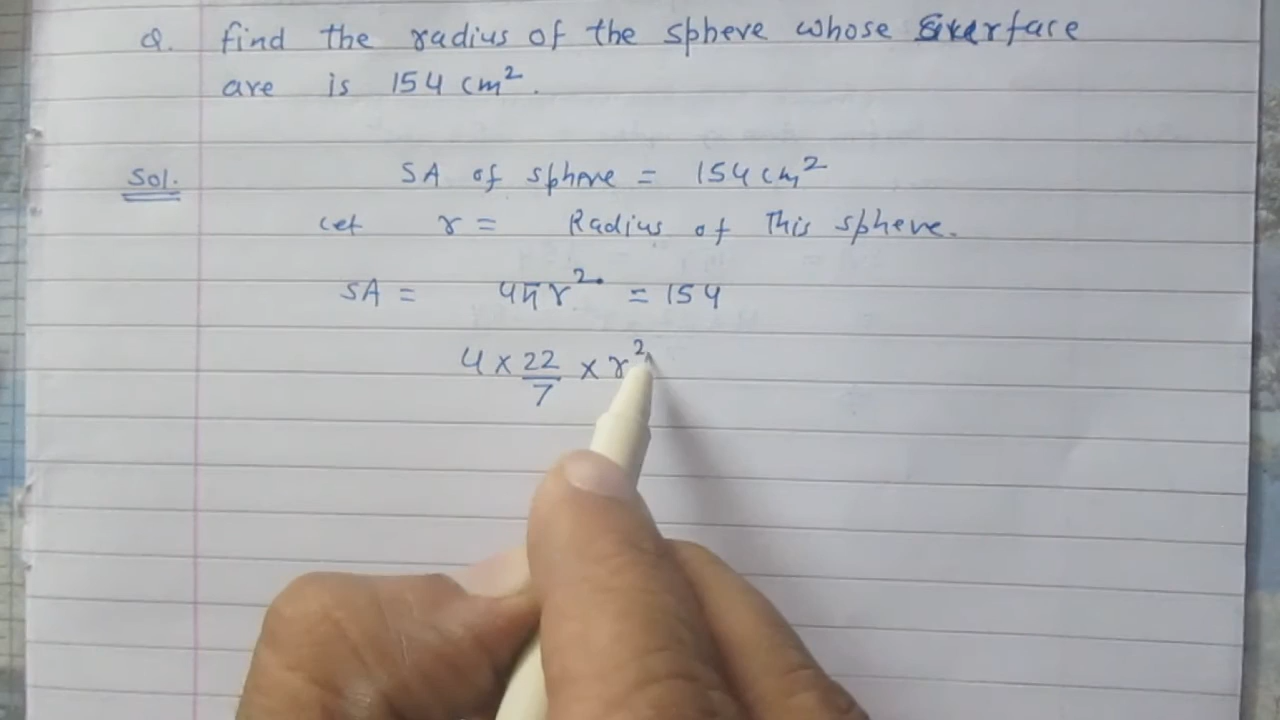 Q. find the radius of the sphere whose Surface
are is 154 cm²
Sol. SA of sphere = 154 cm²
Let r = Radius of this sphere.
SA = 4πr² = 154
4 × 22/7 × r²